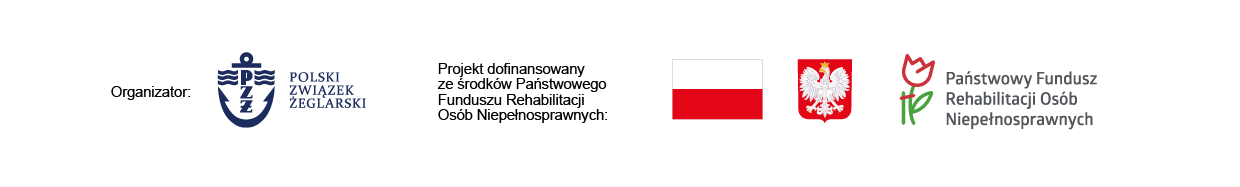 Organizator:
PZŻ
POLSKI
ZWIĄZEK
ŻEGLARSKI
Projekt dofinansowany
ze środków Państwowego
Funduszu Rehabilitacji
Osób Niepełnosprawnych:
Państwowy Fundusz
Rehabilitacji Osób
Niepełnosprawnych